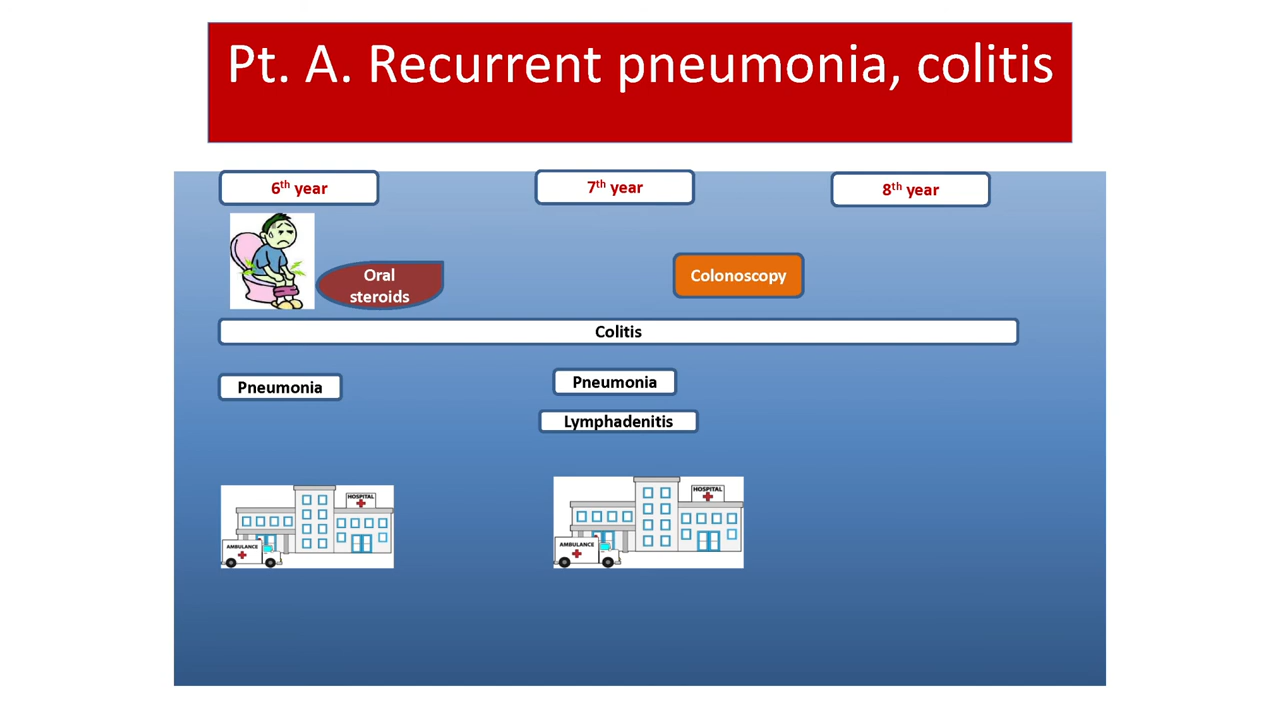 Pt. A. Recurrent pneumonia, colitis
6th year
7th year
8th year
Oral
steroids
Colonoscopy
Colitis
Pneumonia
Pneumonia
Lymphadenitis
HOSPITAL
AMBULANCE
HOSPITAL
AMBULANCE